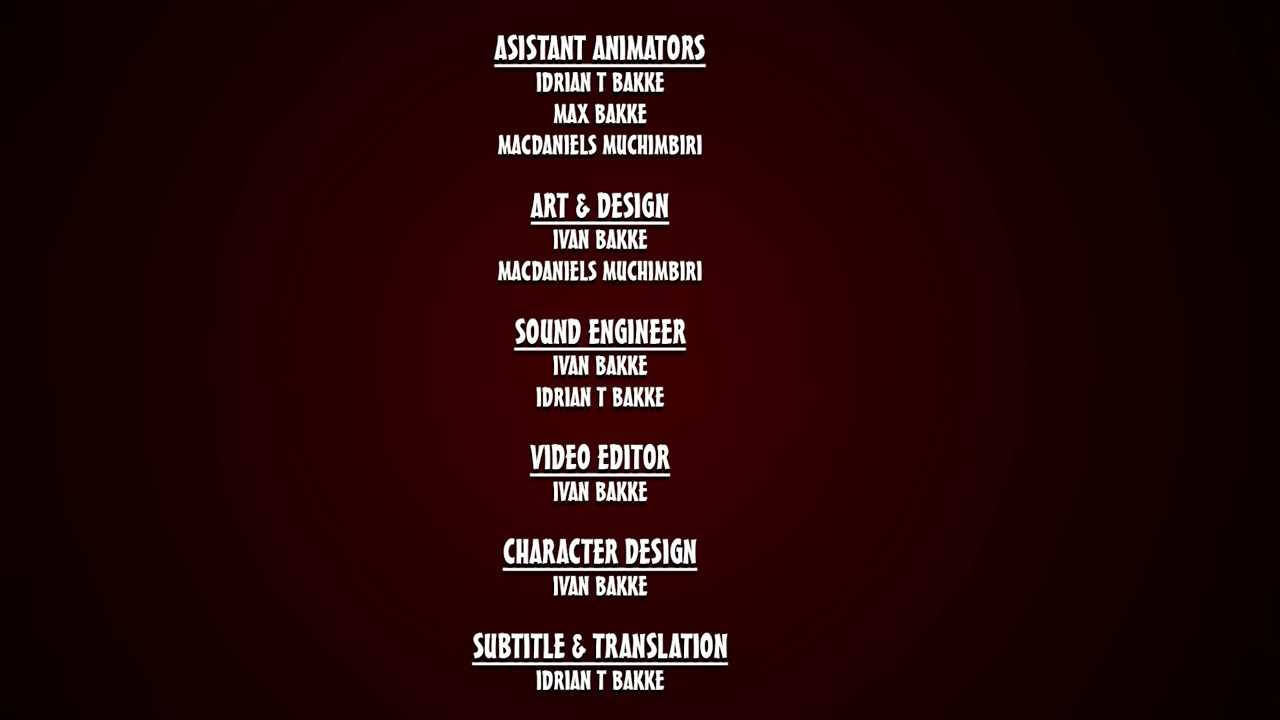 ASISTANT ANIMATORS
IDRIAN T BAKKE
MAX BAKKE
MACDANIELS MUCHIMBIRI
ART & DESIGN
IVAN BAKKE
MACDANIELS MUCHIMBIRI
SOUND ENGINEER
IVAN BAKKE
IDRIAN T BAKKE
VIDEO EDITOR
IVAN BAKKE
CHARACTER DESIGN
IVAN BAKKE
SUBTITLE & TRANSLATION
IDRIAN T BAKKE